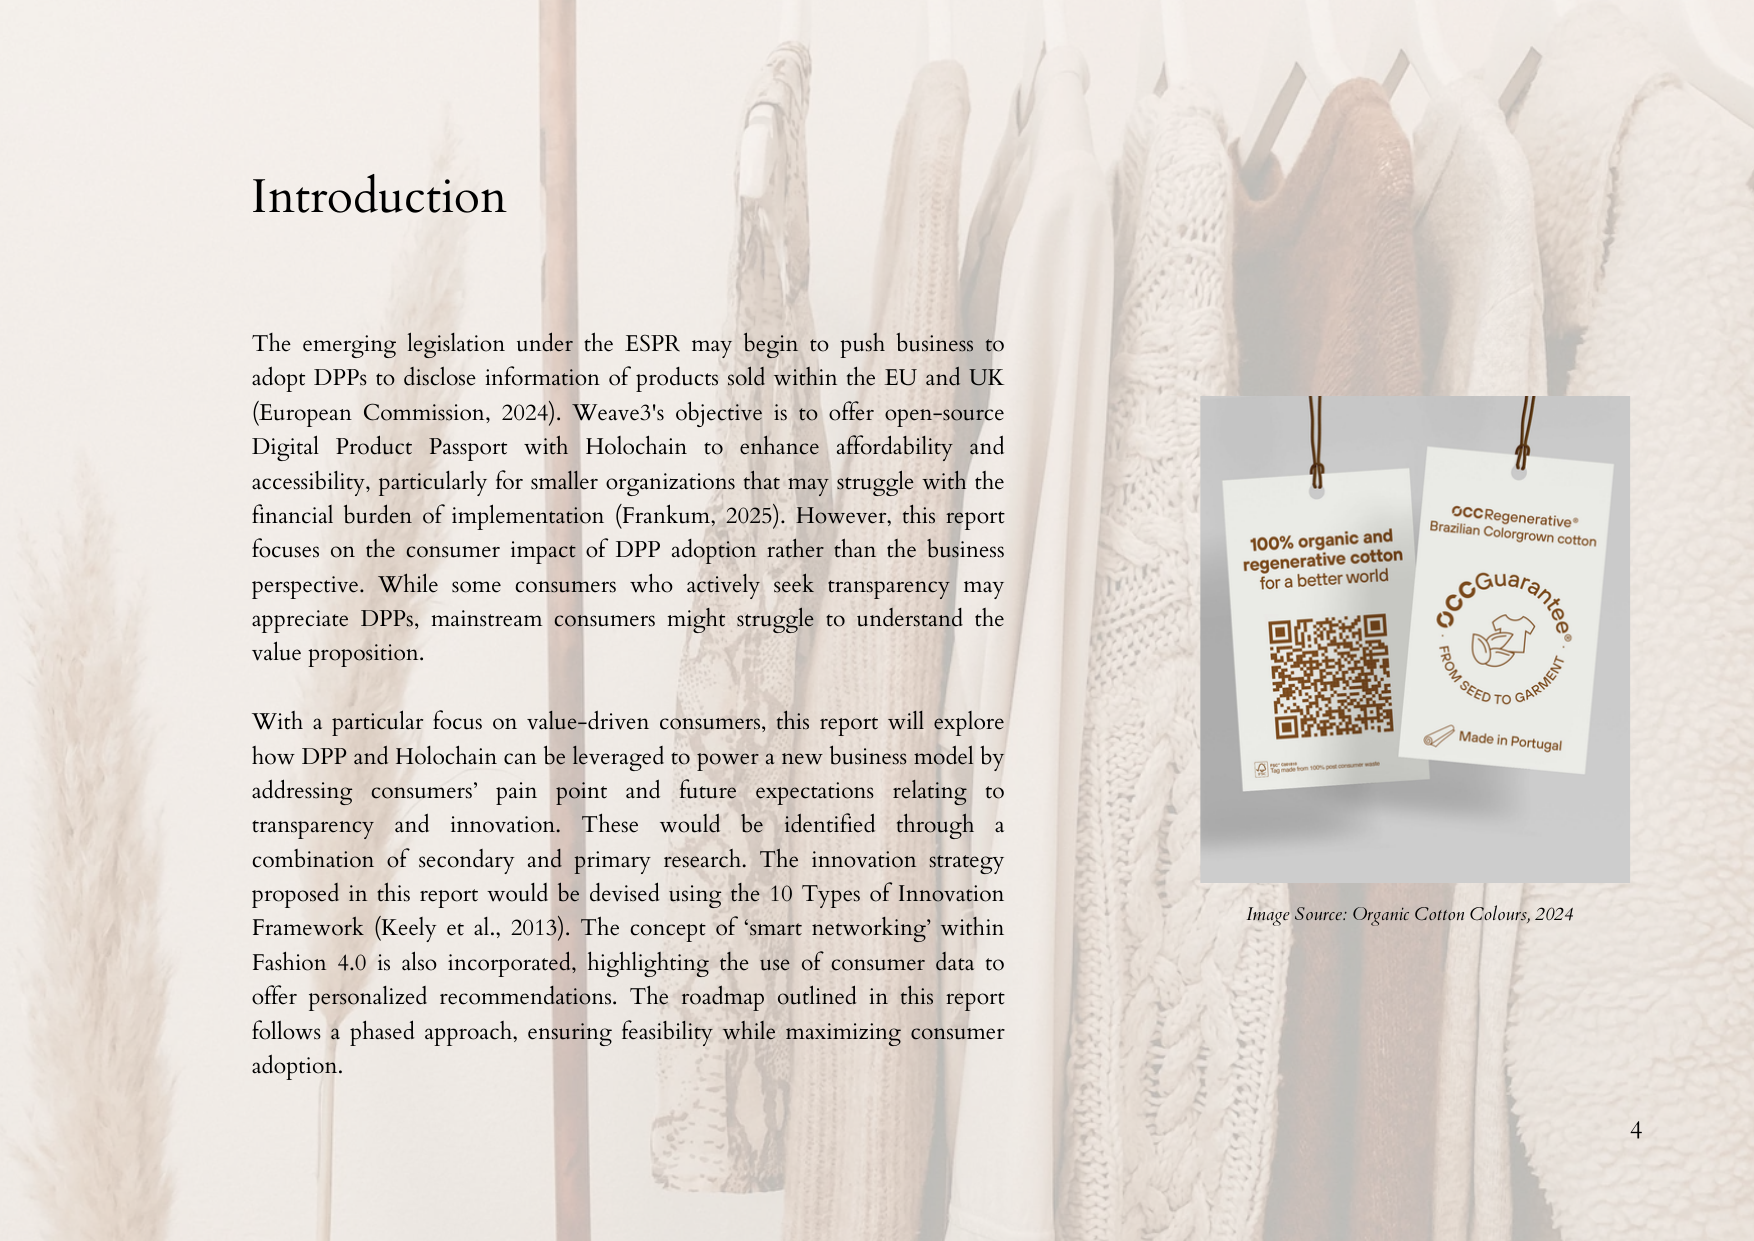 Introduction
The emerging legislation under the ESPR may begin to push business to
adopt DPPs to disclose information of products sold within the EU and UK
(European Commission, 2024). Weave3's objective is to offer open-source
Digital Product Passport with Holochain to enhance affordability and
accessibility, particularly for smaller organizations that may struggle with the
financial burden of implementation (Frankum, 2025). However, this report
focuses on the consumer impact of DPP adoption rather than the business
perspective. While some consumers who actively seek transparency may
appreciate DPPs, mainstream consumers might struggle to understand the
value proposition.
With a particular focus on value-driven consumers, this report will explore
how DPP and Holochain can be leveraged to power a new business model by
addressing consumers’ pain point and future expectations relating to
transparency and innovation. These would be identified through a
combination of secondary and primary research. The innovation strategy
proposed in this report would be devised using the 10 Types of Innovation
Framework (Keely et al., 2013). The concept of ‘smart networking’ within
Fashion 4.0 is also incorporated, highlighting the use of consumer data to
offer personalized recommendations. The roadmap outlined in this report
follows a phased approach, ensuring feasibility while maximizing consumer
adoption.
100% organic and
regenerative cotton
for a better world
Tag made from 100% post consumer waste
OCCRegenerative®
Brazilian Colorgrown cotton
OCCGuarantee®
· FROM SEED TO GARMENT ·
Made in Portugal
Image Source: Organic Cotton Colours, 2024
4